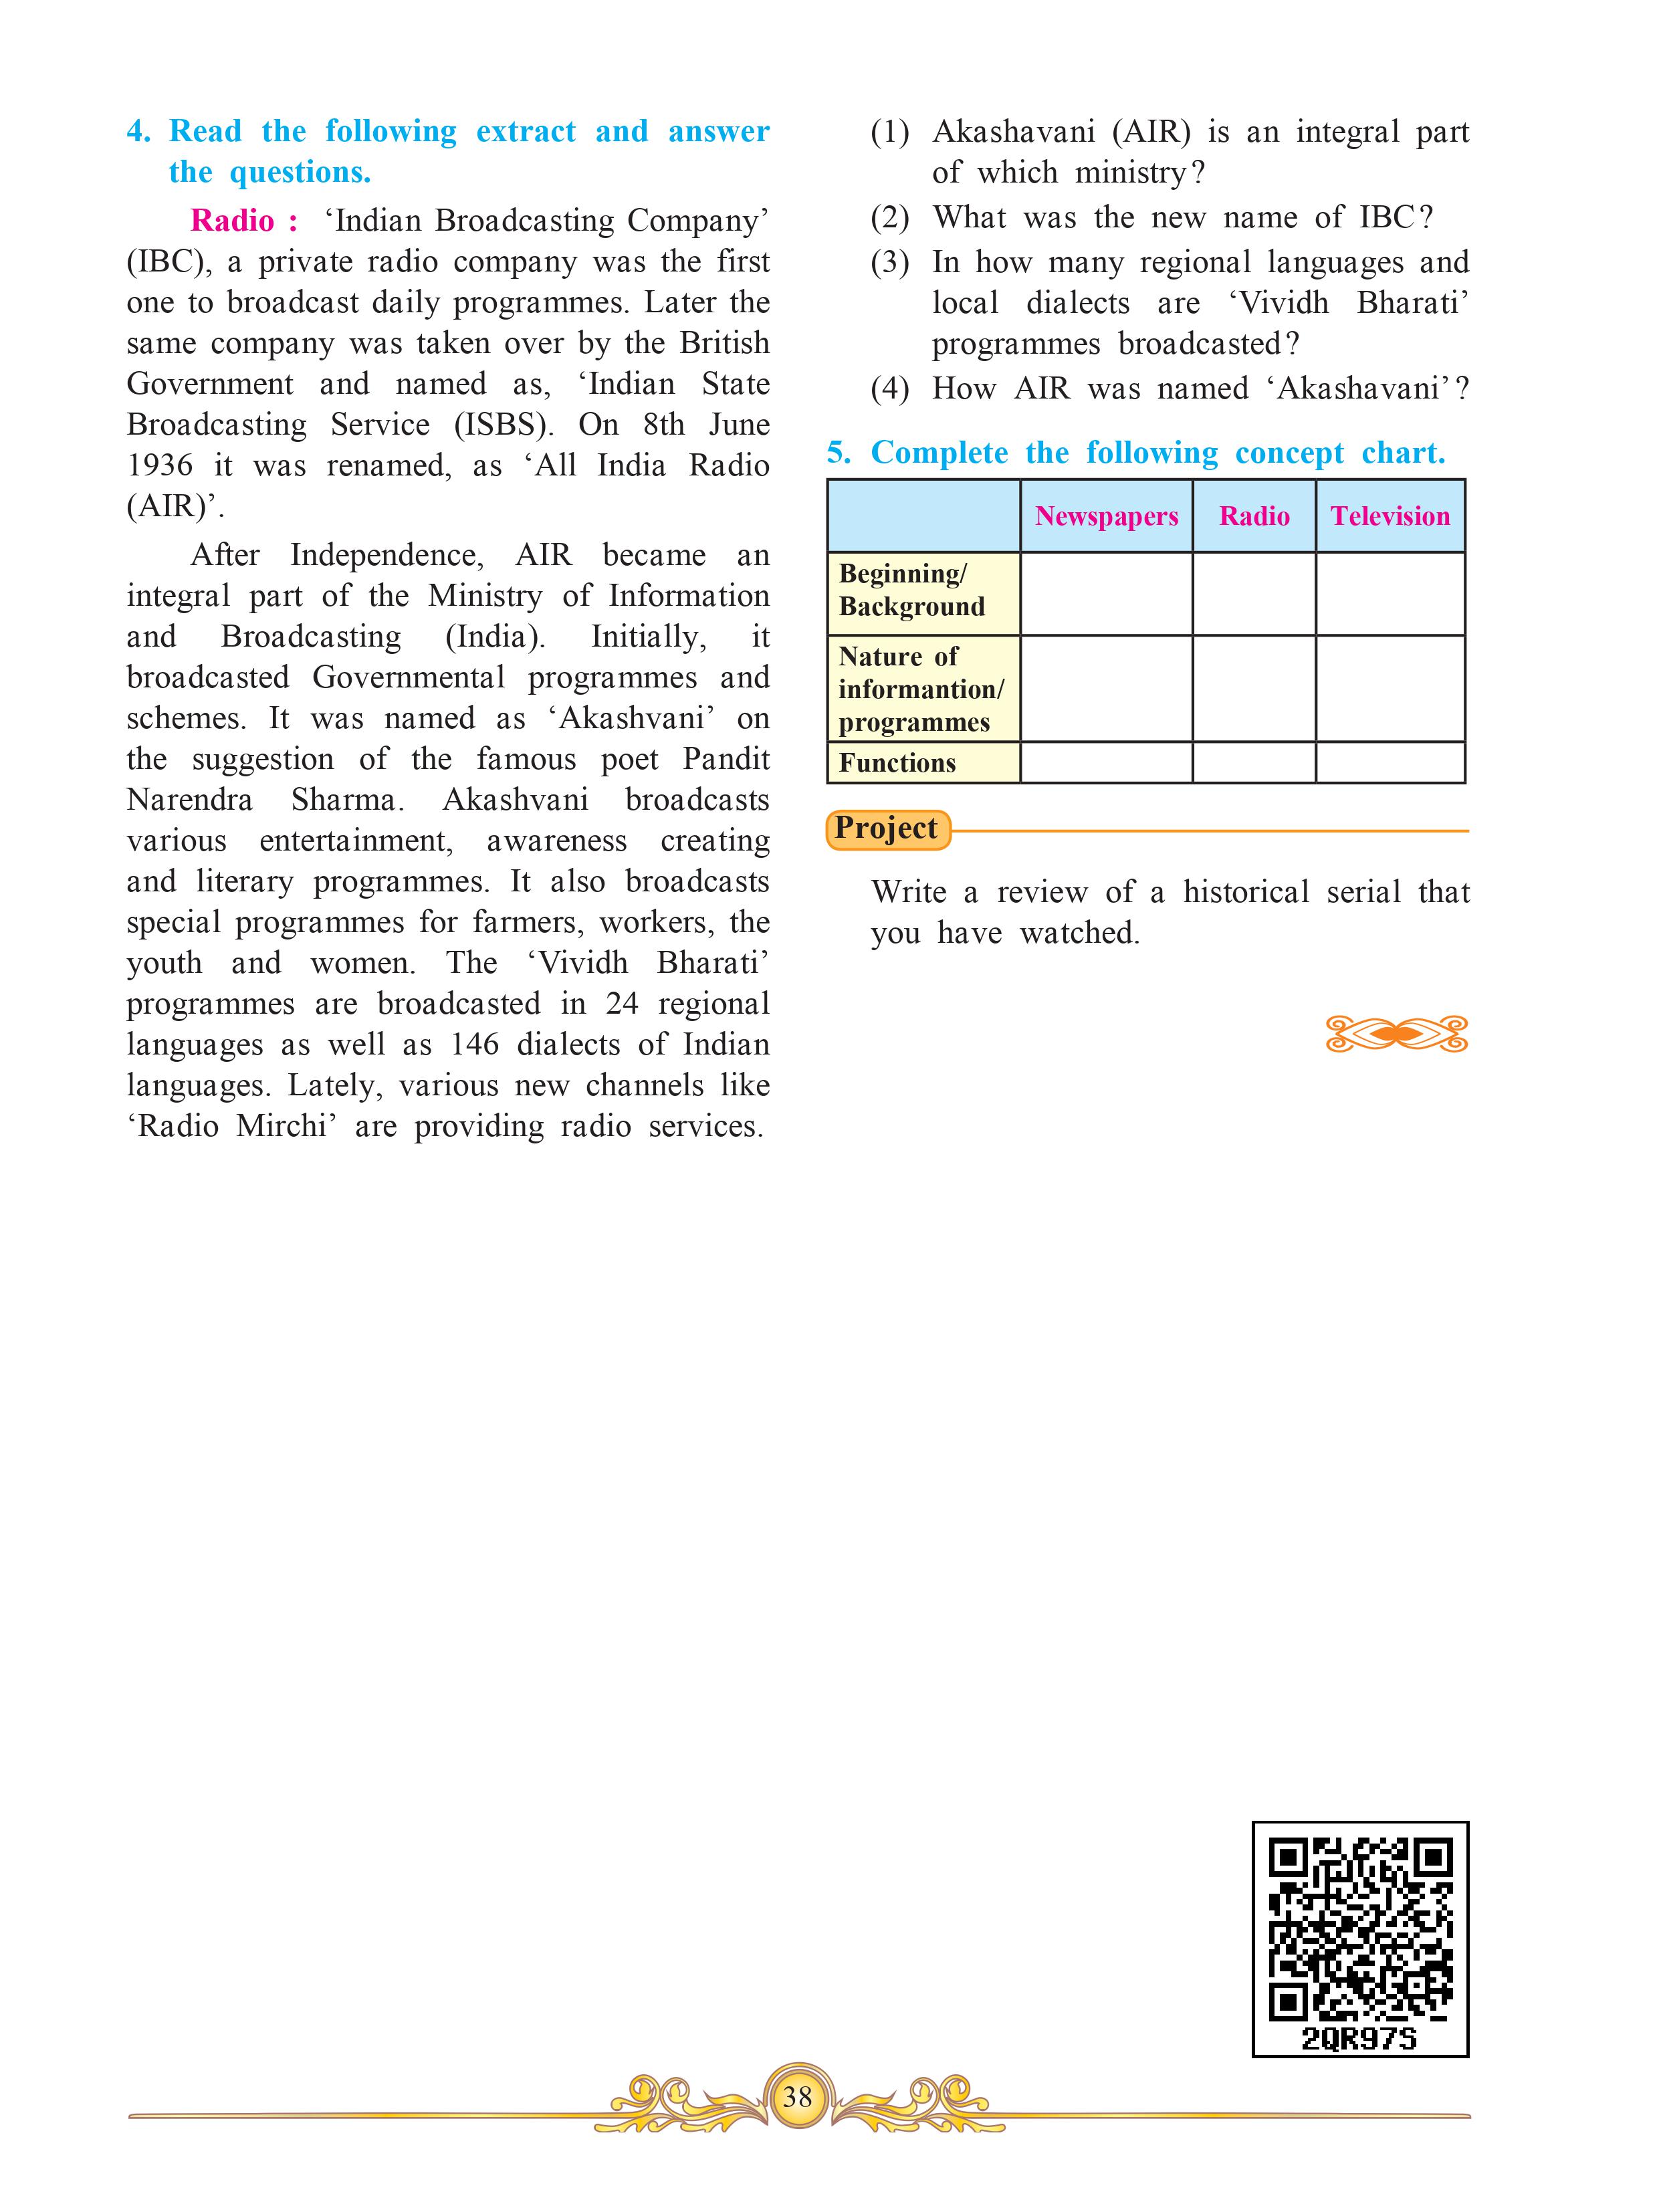 4. Read the following extract and answer
the questions.
Radio : ‘Indian Broadcasting Company’
(IBC), a private radio company was the first
one to broadcast daily programmes. Later the
same company was taken over by the British
Government and named as, ‘Indian State
Broadcasting Service (ISBS). On 8th June
1936 it was renamed, as ‘All India Radio
(AIR)’.
After Independence, AIR became an
integral part of the Ministry of Information
and Broadcasting (India). Initially, it
broadcasted Governmental programmes and
schemes. It was named as ‘Akashvani’ on
the suggestion of the famous poet Pandit
Narendra Sharma. Akashvani broadcasts
various entertainment, awareness creating
and literary programmes. It also broadcasts
special programmes for farmers, workers, the
youth and women. The ‘Vividh Bharati’
programmes are broadcasted in 24 regional
languages as well as 146 dialects of Indian
languages. Lately, various new channels like
‘Radio Mirchi’ are providing radio services.
(1) Akashavani (AIR) is an integral part
of which ministry?
(2) What was the new name of IBC?
(3) In how many regional languages and
local dialects are ‘Vividh Bharati’
programmes broadcasted?
(4) How AIR was named ‘Akashavani’?
5. Complete the following concept chart.
Newspapers Radio Television
Beginning/
Background
Nature of
informantion/
programmes
Functions
Project
Write a review of a historical serial that
you have watched.
2QR97S
38